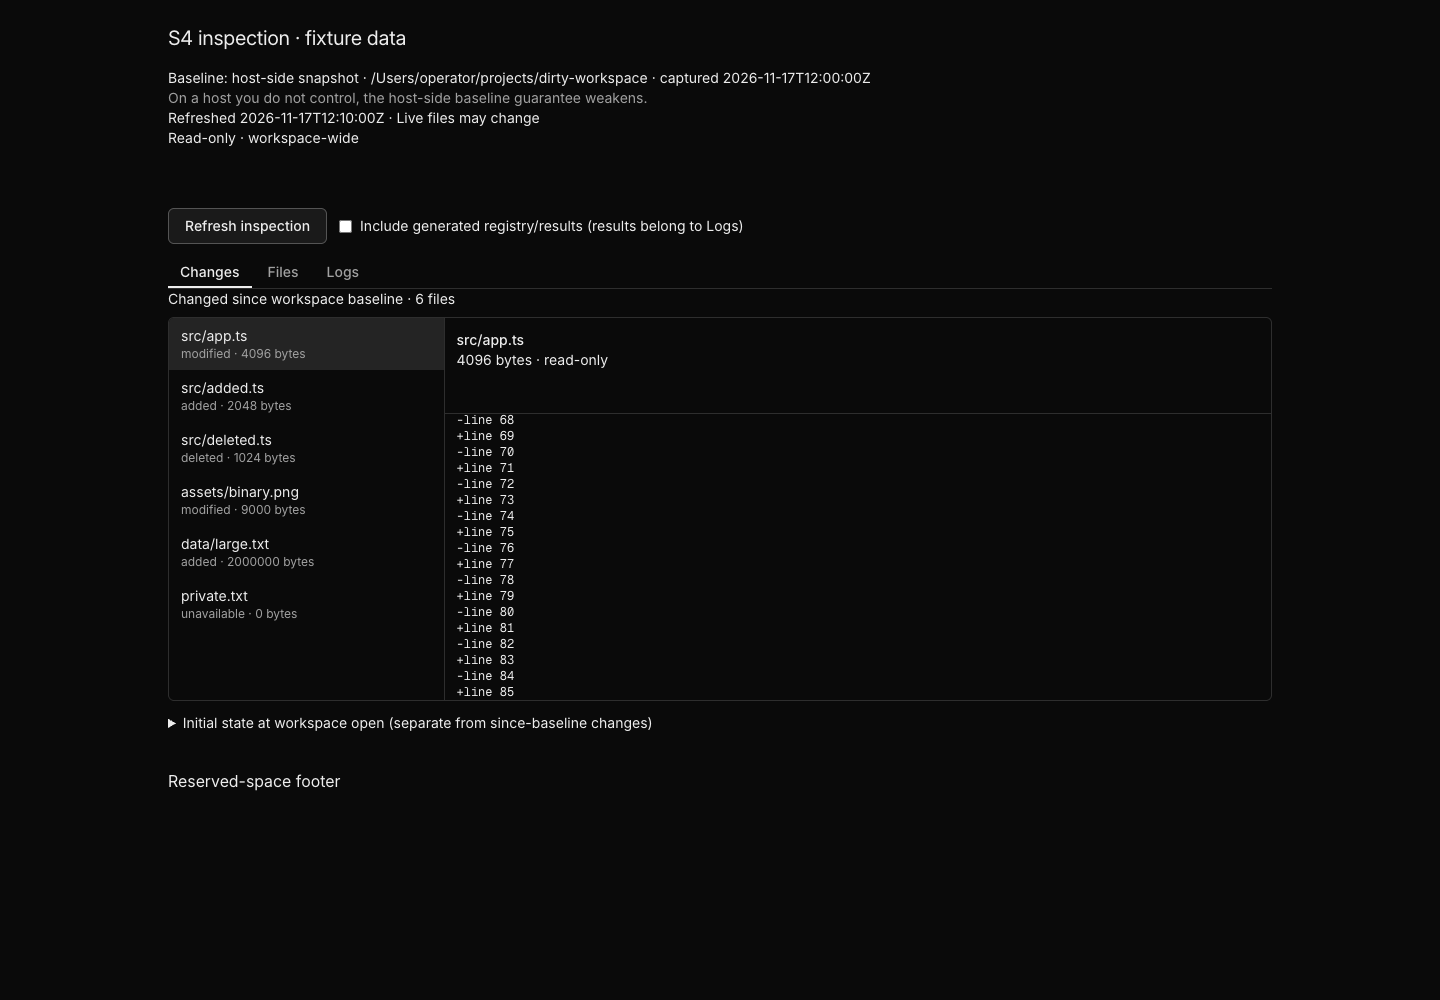 S4 inspection · fixture data
Baseline: host-side snapshot · /Users/operator/projects/dirty-workspace · captured 2026-11-17T12:00:00Z
On a host you do not control, the host-side baseline guarantee weakens.
Refreshed 2026-11-17T12:10:00Z · Live files may change
Read-only · workspace-wide
Refresh inspection
Include generated registry/results (results belong to Logs)
Changes Files Logs
Changed since workspace baseline · 6 files
src/app.ts
modified · 4096 bytes
src/added.ts
added · 2048 bytes
src/deleted.ts
deleted · 1024 bytes
assets/binary.png
modified · 9000 bytes
data/large.txt
added · 2000000 bytes
private.txt
unavailable · 0 bytes
src/app.ts
4096 bytes · read-only
-line 68
+line 69
-line 70
+line 71
-line 72
+line 73
-line 74
+line 75
-line 76
+line 77
-line 78
+line 79
-line 80
+line 81
-line 82
+line 83
-line 84
+line 85
Initial state at workspace open (separate from since-baseline changes)
Reserved-space footer